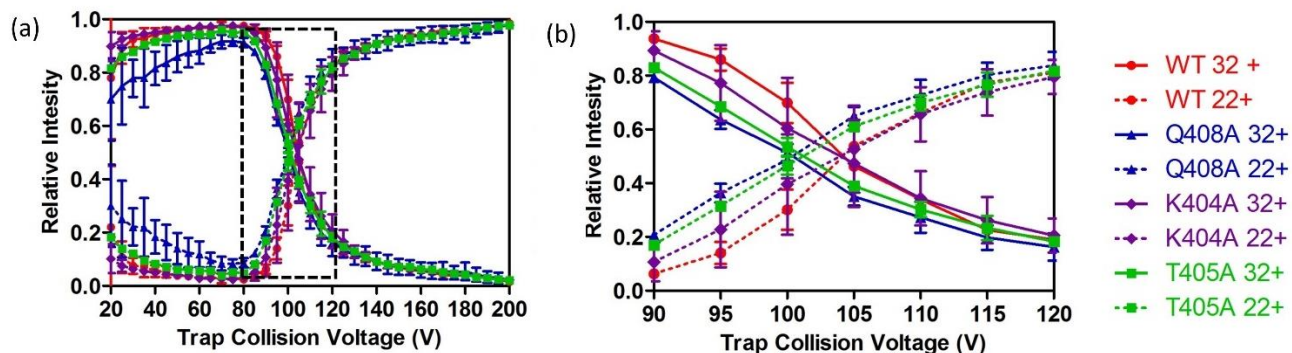 (a)
Relative Intesity
1.0
0.8
0.6
0.4
0.2
0.0
20 40 60 80 100 120 140 160 180 200
Trap Collision Voltage (V)
(b)
Relative Intesity
1.0
0.8
0.6
0.4
0.2
0.0
90 95 100 105 110 115 120
Trap Collision Voltage (V)
WT 32 +
WT 22+
Q408A 32+
Q408A 22+
K404A 32+
K404A 22+
T405A 32+
T405A 22+